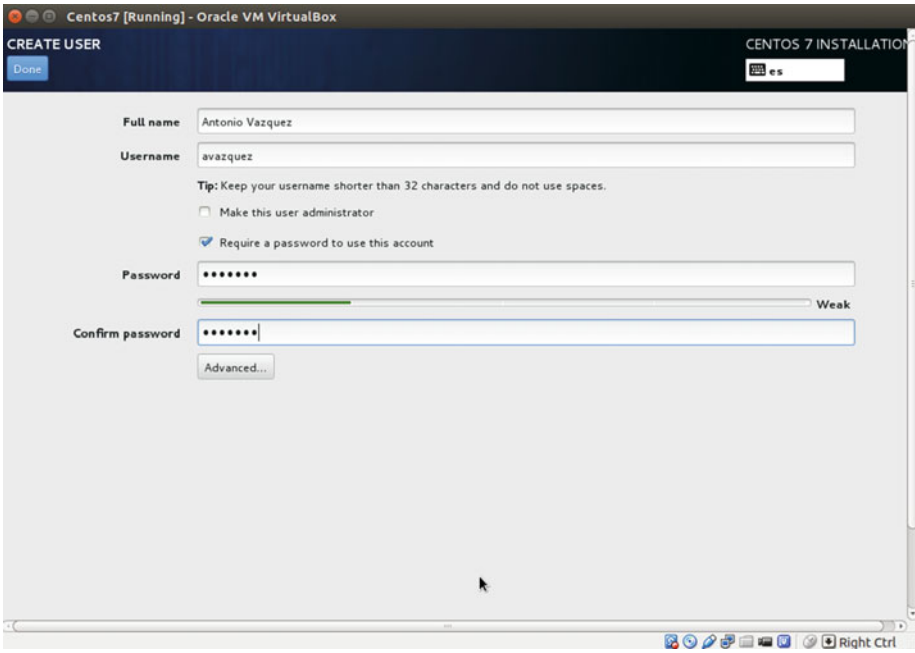 Centos7 [Running] - Oracle VM VirtualBox
CREATE USER
CENTOS 7 INSTALLATION
Done
es
Full name
Antonio Vazquez
Username
avazquez
Tip: Keep your username shorter than 32 characters and do not use spaces.
Make this user administrator
Require a password to use this account
Password
•••••••
Weak
Confirm password
•••••••
Advanced...
Right Ctrl